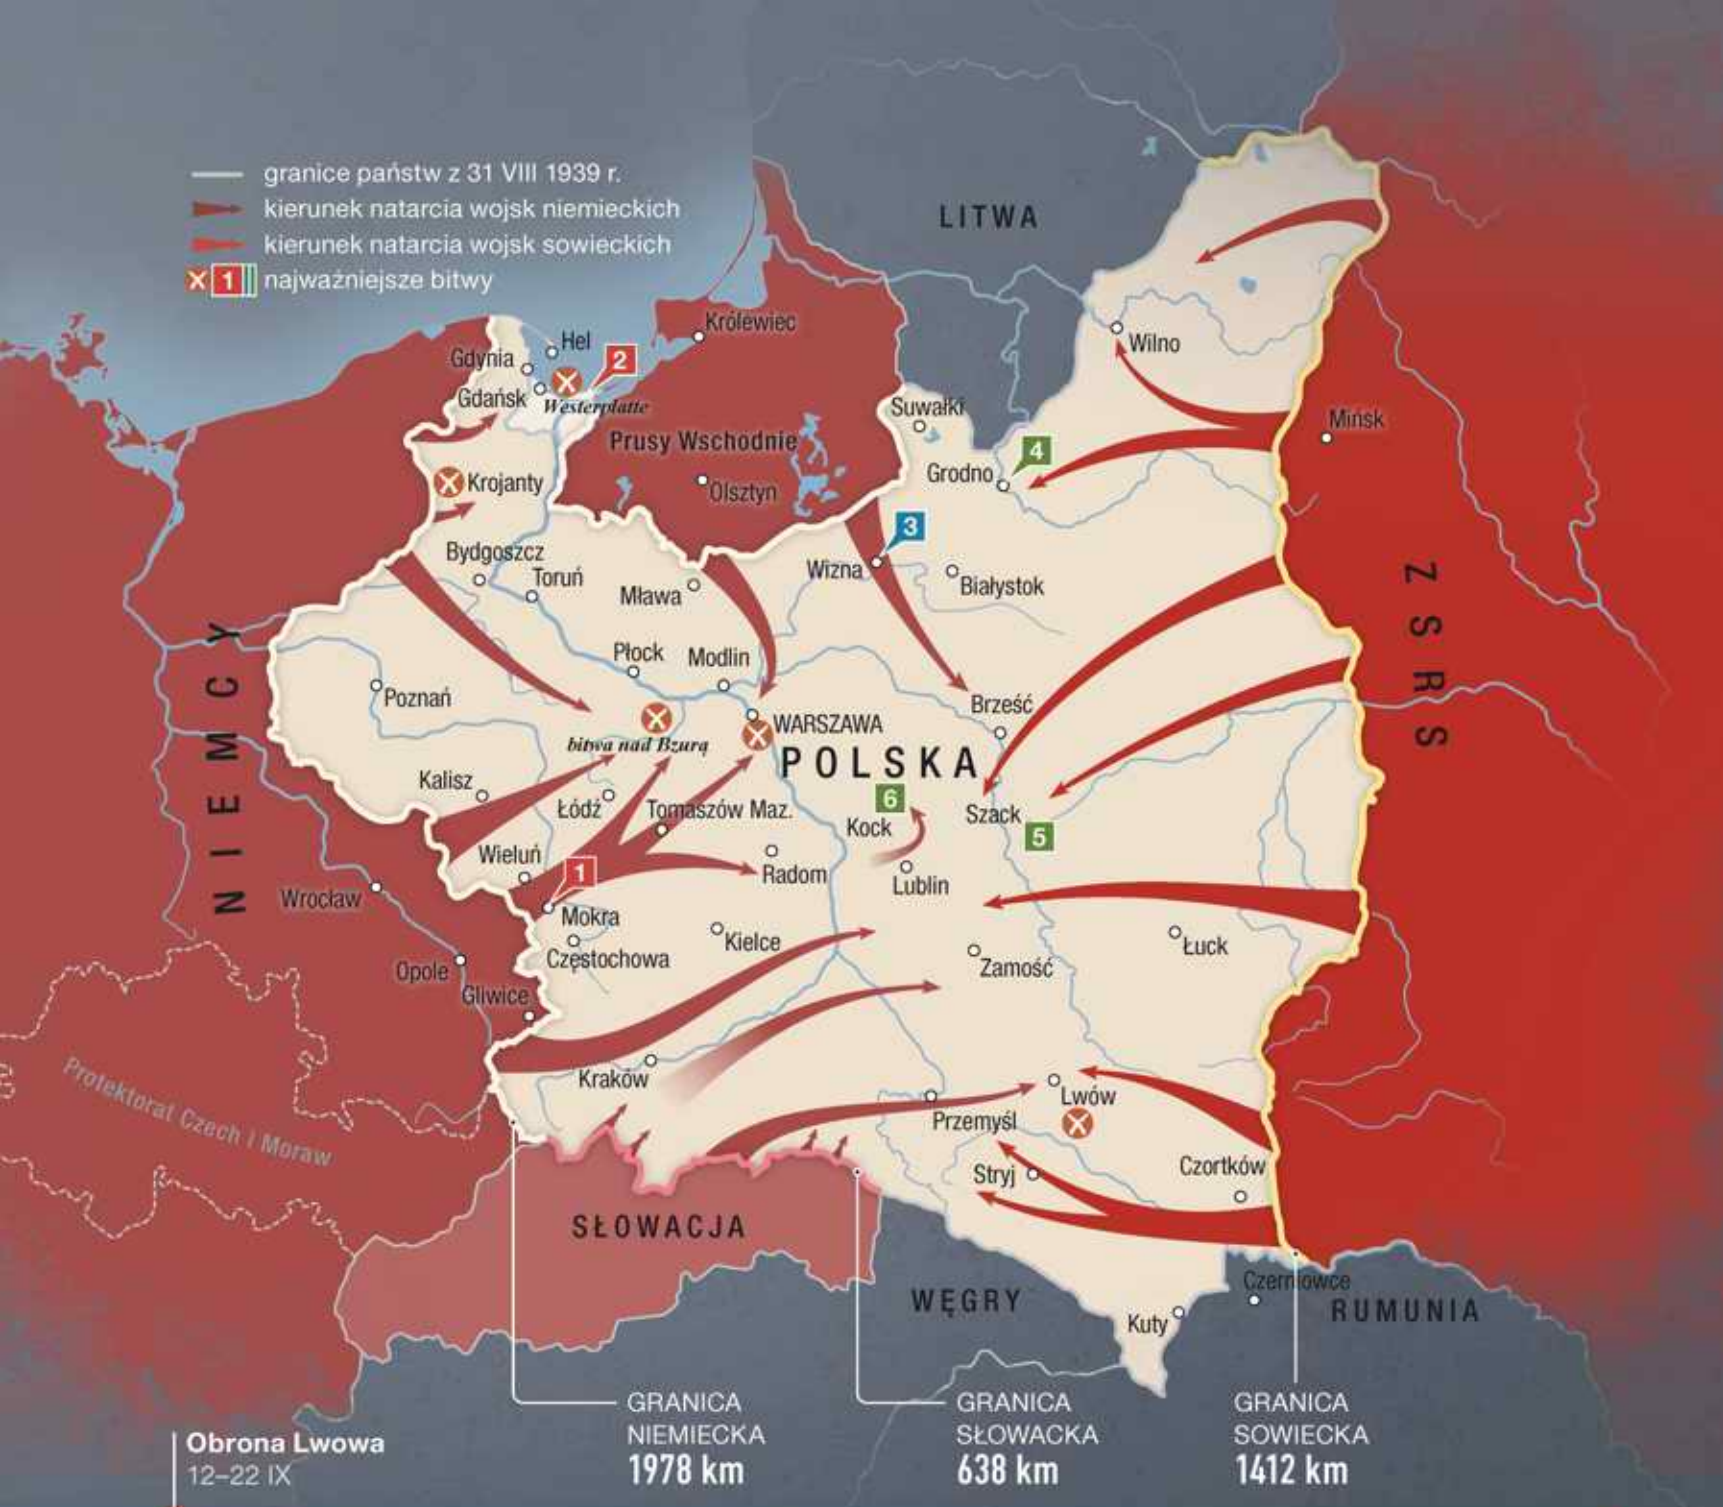 granice państw z 31 VIII 1939 r.
kierunek natarcia wojsk niemieckich
kierunek natarcia wojsk sowieckich
1 najważniejsze bitwy
LITWA
Królewiec
Hel
Gdynia
2
Gdańsk
Westerplatte
Wilno
Suwałki
Mińsk
Prusy Wschodnie
4
Grodno
Krojanty
Olsztyn
3
Bydgoszcz
Toruń
Mława
Wizna
Białystok
NIEMCY
ZSRS
Płock
Modlin
Poznań
Brześć
WARSZAWA
bitwa nad Bzurą
POLSKA
Kalisz
6
Łódź
Tomaszów Maz.
Kock
Szack
5
Wieluń
1
Radom
Lublin
Wrocław
Mokra
Kielce
Łuck
Częstochowa
Zamość
Opole
Gliwice
Kraków
Protektorat Czech i Moraw
Lwów
Przemyśl
Stryj
Czortków
SŁOWACJA
WĘGRY
Czerniowce
RUMUNIA
Kuty
GRANICA
NIEMIECKA
1978 km
GRANICA
SŁOWACKA
638 km
GRANICA
SOWIECKA
1412 km
Obrona Lwowa
12–22 IX